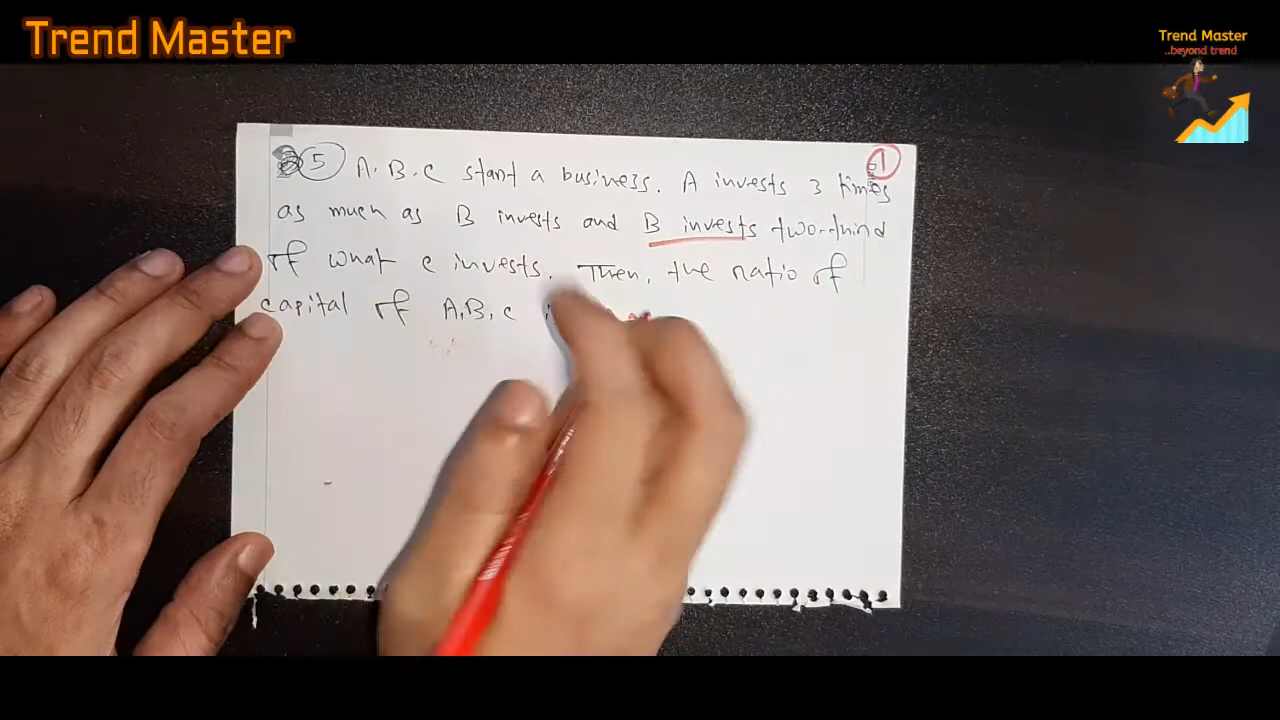 Trend Master
Trend Master
..beyond trend
5 A, B, C start a business. A invests 3 times
as much as B invests and B invests two-third
of what C invests. Then, the ratio of
capital of A, B, C
1